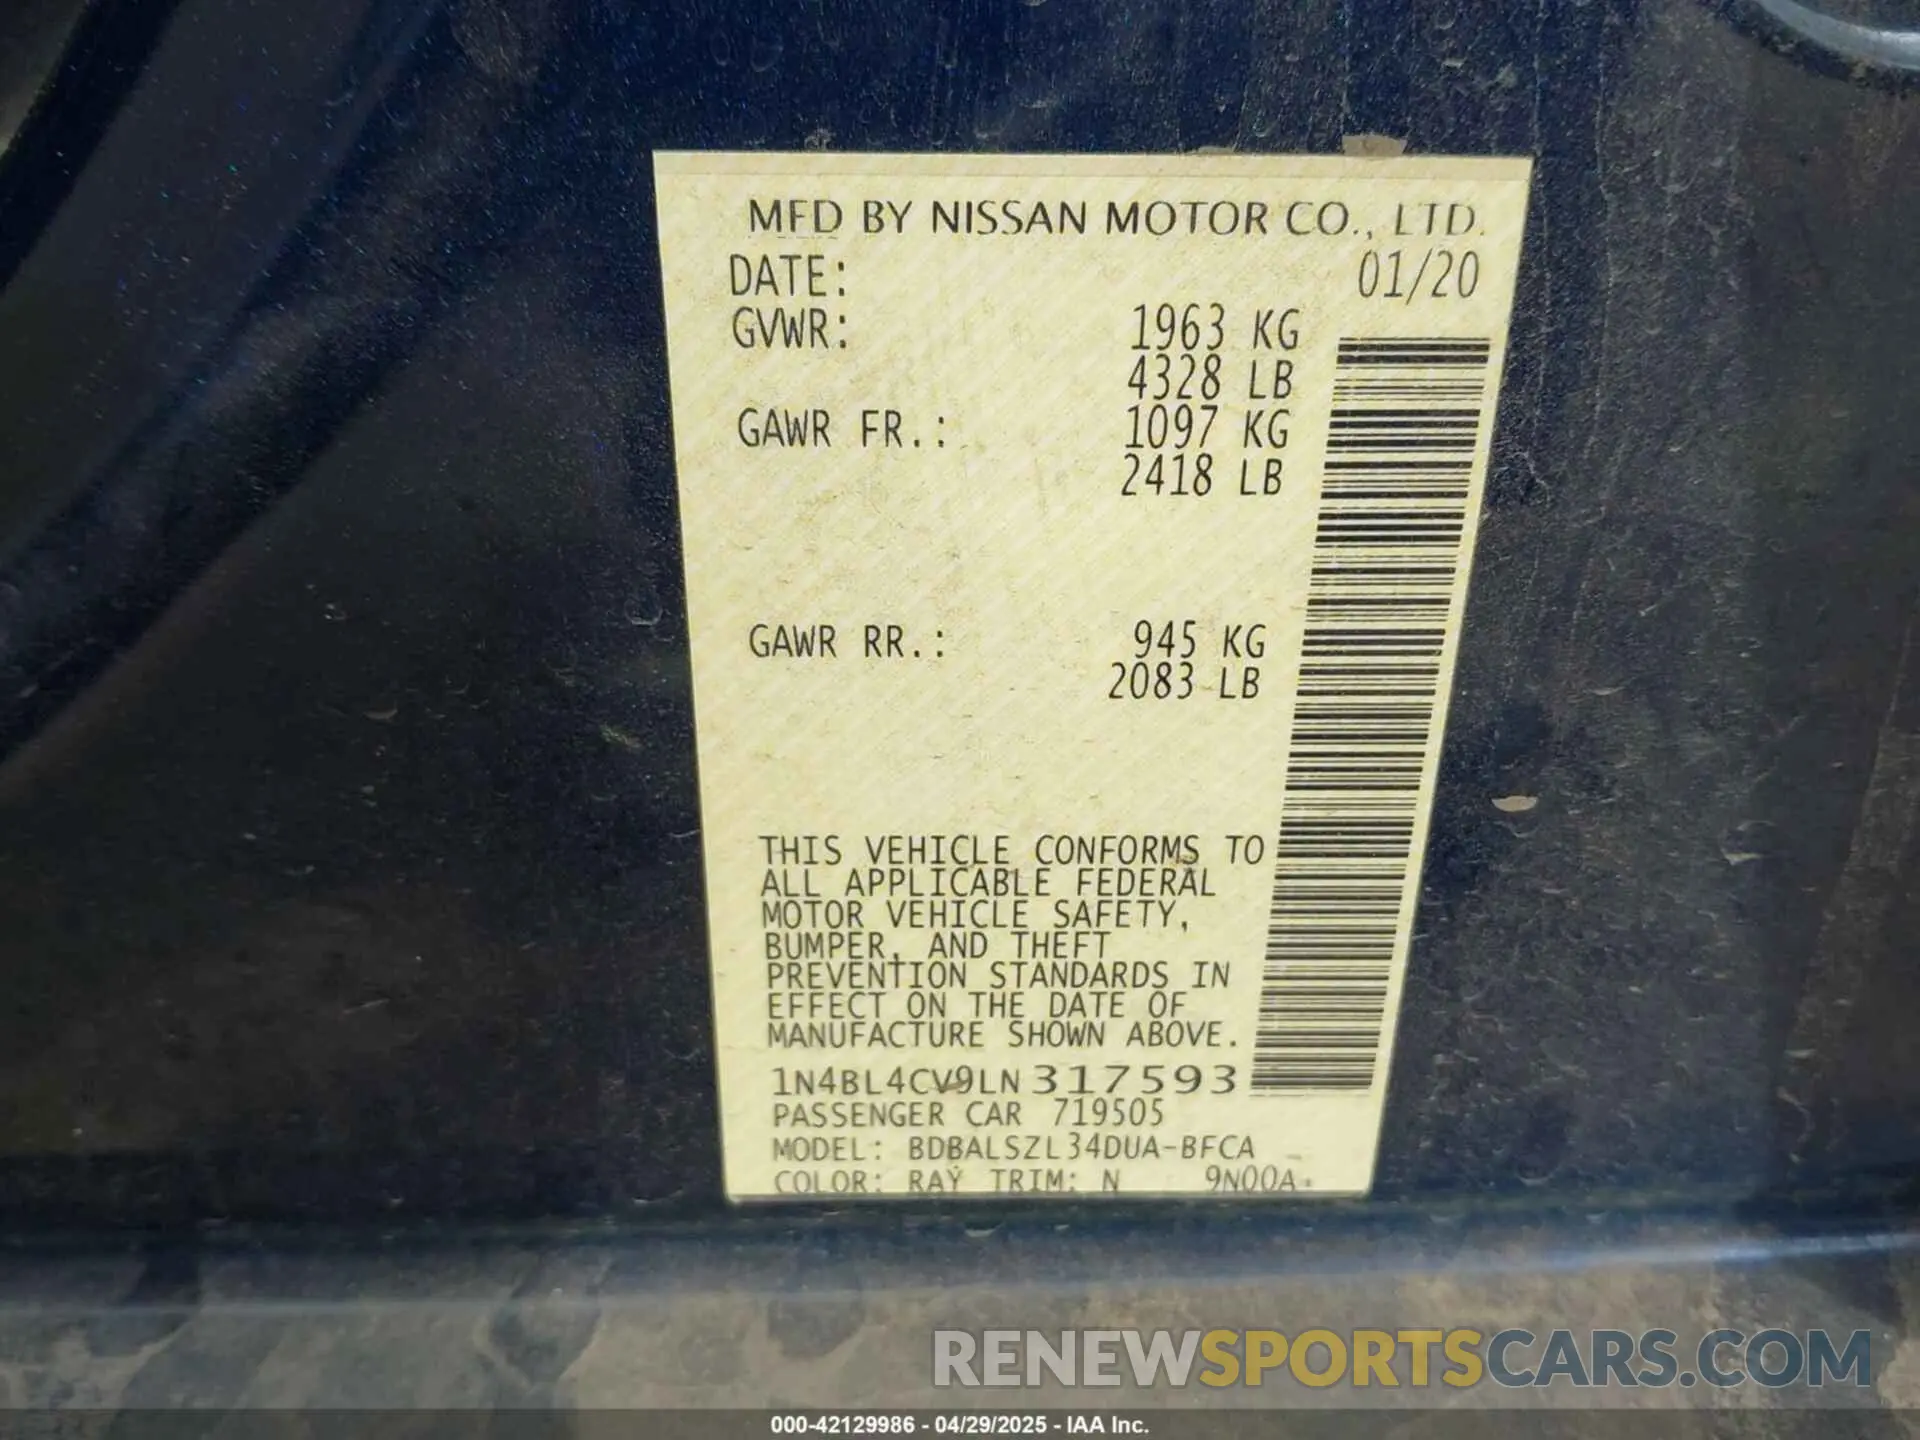 MFD BY NISSAN MOTOR CO., LTD.
DATE: 01/20
GVWR: 1963 KG
4328 LB
GAWR FR.: 1097 KG
2418 LB
GAWR RR.: 945 KG
2083 LB
THIS VEHICLE CONFORMS TO
ALL APPLICABLE FEDERAL
MOTOR VEHICLE SAFETY,
BUMPER, AND THEFT
PREVENTION STANDARDS IN
EFFECT ON THE DATE OF
MANUFACTURE SHOWN ABOVE.
1N4BL4CV9LN317593
PASSENGER CAR 719505
MODEL: BDBALSZL34DUA-BFCA
COLOR: RAY TRIM: N 9N00A
RENEWSPORTSCARS.COM
000-42129986 - 04/29/2025 - IAA Inc.